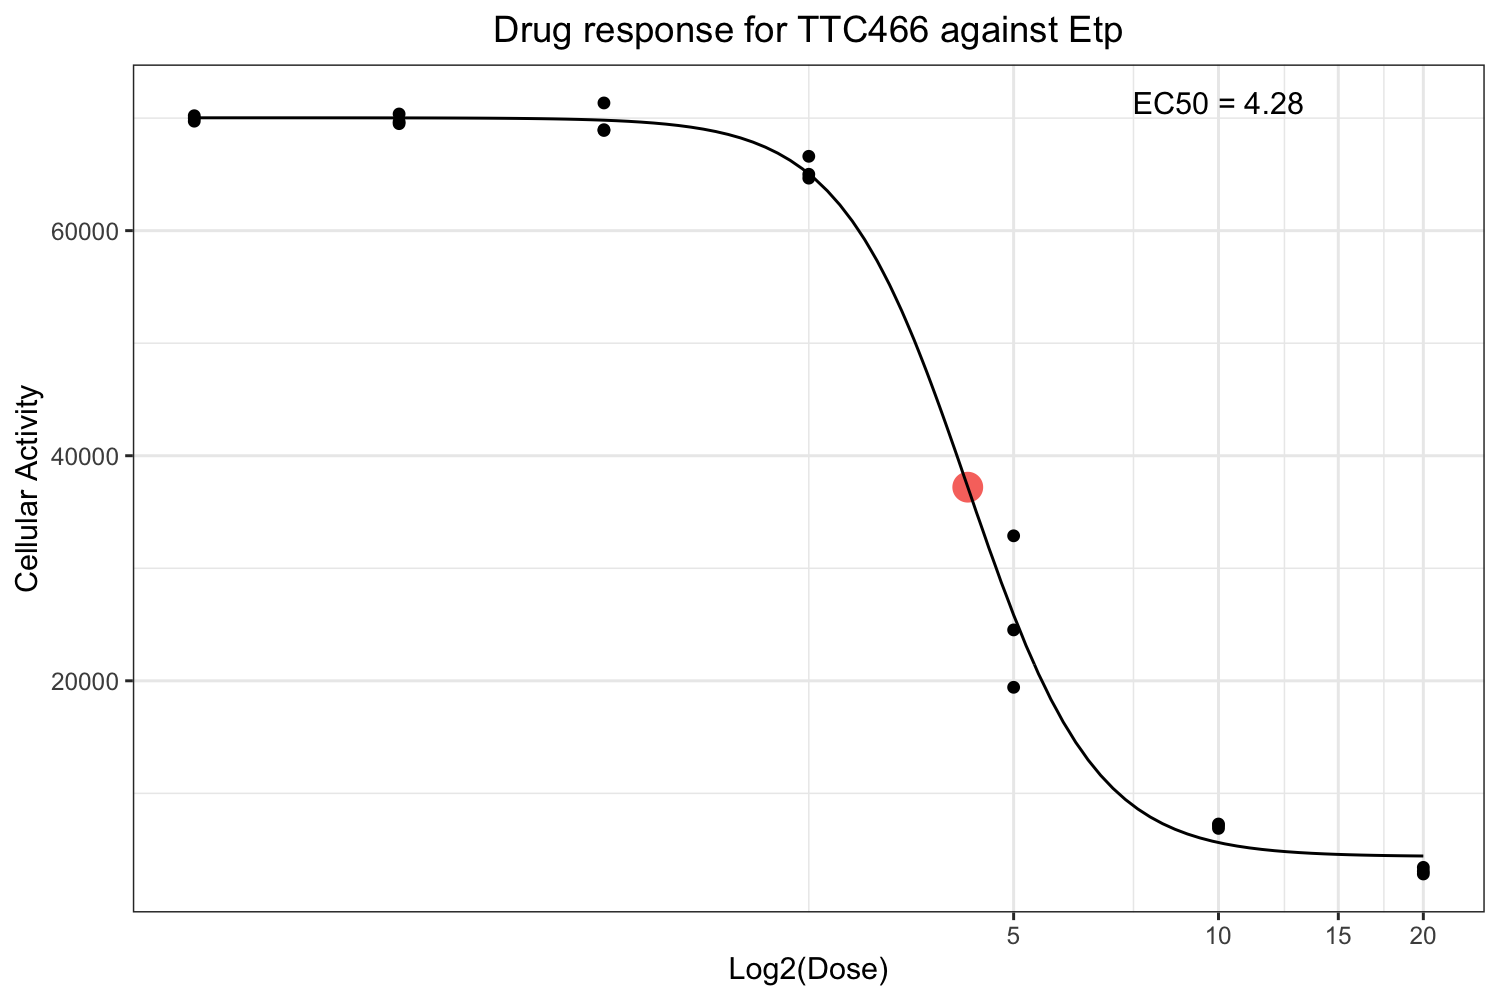 Drug response for TTC466 against Etp
EC50 = 4.28
60000
40000
20000
Cellular Activity
5 10 15 20
Log2(Dose)